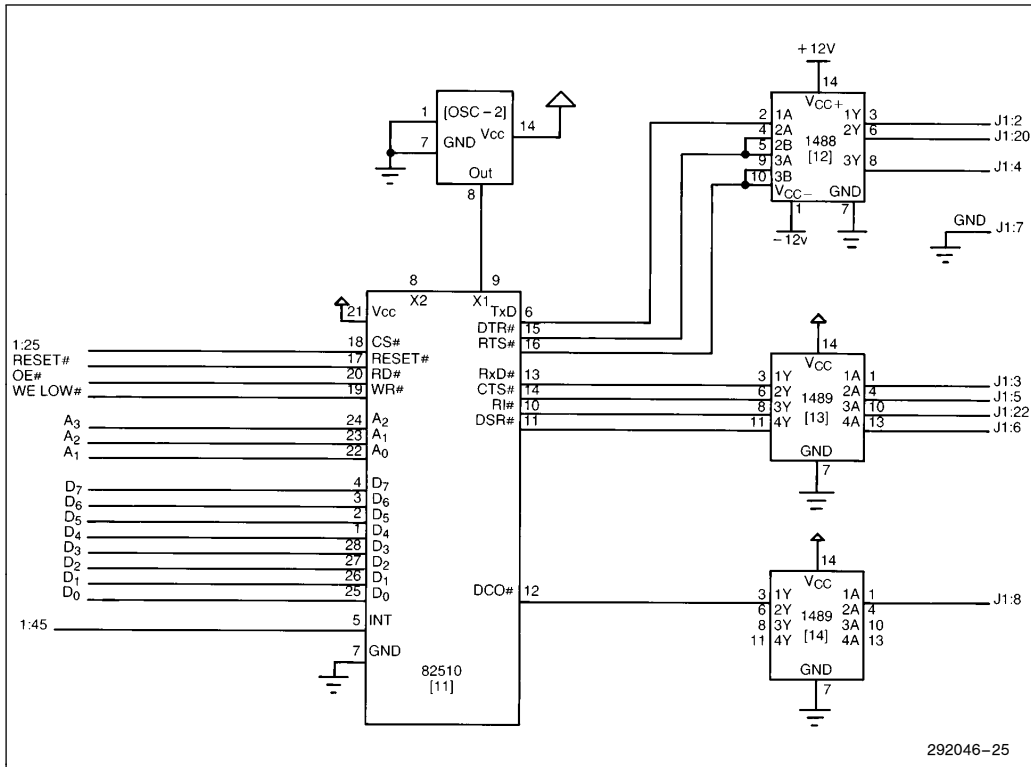 +12V
14
VCC+
2 1A 1Y 3
4 2A 2Y 6
5 2B
1488
9 3A 3Y 8
[12]
10 3B
VCC− GND
1 7
−12v
J1:2
J1:20
J1:4
GND J1:7
1 [OSC−2]
14
7 GND Vcc
Out
8
8 9
X2 X1
21 Vcc
TxD 6
DTR# 15
RTS# 16
1:25 18 CS#
RESET# 17 RESET#
OE# 20 RD#
WE LOW# 19 WR#
RxD# 13
CTS# 14
RI# 10
DSR# 11
A3 24 A2
A2 23 A1
A1 22 A0
D7 4 D7
D6 3 D6
D5 2 D5
D4 1 D4
D3 28 D3
D2 27 D2
D1 26 D1
D0 25 D0
DCO# 12
1:45 5 INT
7 GND
82510
[11]
14
VCC
3 1Y 1A 1 J1:3
6 2Y 2A 4 J1:5
1489
8 3Y 3A 10 J1:22
[13]
11 4Y 4A 13 J1:6
GND
7
14
VCC
3 1Y 1A 1 J1:8
6 2Y 2A 4
1489
8 3Y 3A 10
[14]
11 4Y 4A 13
GND
7
292046–25